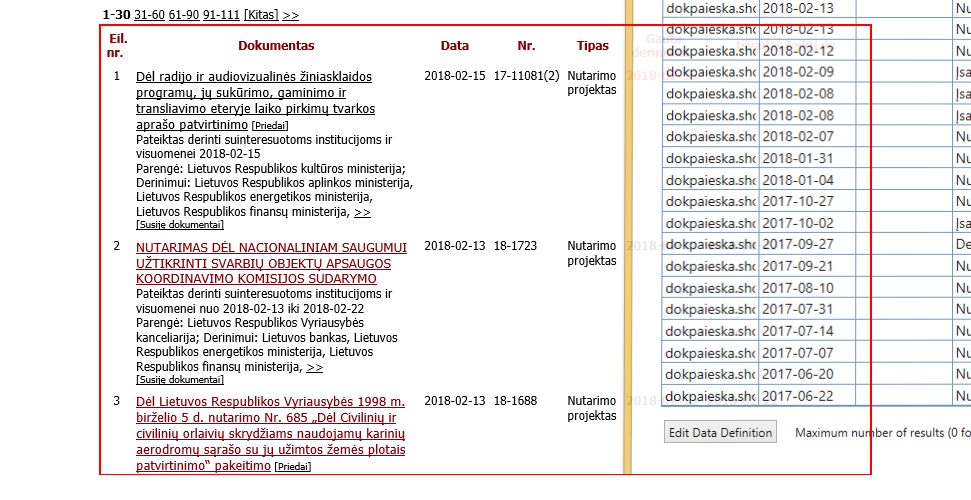 1-30 31-60 61-90 91-111 [Kitas] >>
Eil. nr. Dokumentas Data Nr. Tipas
1 Dėl radijo ir audiovizualinės žiniasklaidos 2018-02-15 17-11081(2) Nutarimo
programų, jų sukūrimo, gaminimo ir projektas
transliavimo eteryje laiko pirkimų tvarkos
aprašo patvirtinimo [Priedai]
Pateiktas derinti suinteresuotoms institucijoms ir
visuomenei 2018-02-15
Parengė: Lietuvos Respublikos kultūros ministerija;
Derinimui: Lietuvos Respublikos aplinkos ministerija,
Lietuvos Respublikos energetikos ministerija,
Lietuvos Respublikos finansų ministerija, >>
[Susiję dokumentai]
2 NUTARIMAS DĖL NACIONALINIAM SAUGUMUI 2018-02-13 18-1723 Nutarimo
UŽTIKRINTI SVARBIŲ OBJEKTŲ APSAUGOS projektas
KOORDINAVIMO KOMISIJOS SUDARYMO
Pateiktas derinti suinteresuotoms institucijoms ir
visuomenei nuo 2018-02-13 iki 2018-02-22
Parengė: Lietuvos Respublikos Vyriausybės
kanceliarija; Derinimui: Lietuvos bankas, Lietuvos
Respublikos energetikos ministerija, Lietuvos
Respublikos finansų ministerija, >>
[Susiję dokumentai]
3 Dėl Lietuvos Respublikos Vyriausybės 1998 m. 2018-02-13 18-1688 Nutarimo
birželio 5 d. nutarimo Nr. 685 „Dėl Civilinių ir projektas
civilinių orlaivių skrydžiams naudojamų karinių
aerodromų sąrašo su jų užimtos žemės plotais
patvirtinimo“ pakeitimo [Priedai]
dokpaieska.sho 2018-02-13 Nu
dokpaieska.sho 2018-02-13 Nu
dokpaieska.sho 2018-02-12 Nu
dokpaieska.sho 2018-02-09 Įsa
dokpaieska.sho 2018-02-08 Įsa
dokpaieska.sho 2018-02-08 Įsa
dokpaieska.sho 2018-02-07 Nu
dokpaieska.sho 2018-01-31 Nu
dokpaieska.sho 2018-01-04 Nu
dokpaieska.sho 2017-10-27 Nu
dokpaieska.sho 2017-10-02 Įsa
dokpaieska.sho 2017-09-27 De
dokpaieska.sho 2017-09-21 Nu
dokpaieska.sho 2017-08-10 Nu
dokpaieska.sho 2017-07-31 Nu
dokpaieska.sho 2017-07-14 Nu
dokpaieska.sho 2017-07-07 Nu
dokpaieska.sho 2017-06-20 Nu
dokpaieska.sho 2017-06-22 Nu
Edit Data Definition Maximum number of results (0 fo